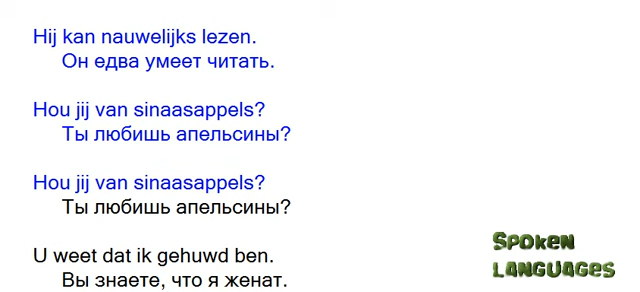 Hij kan nauwelijks lezen.
Он едва умеет читать.
Hou jij van sinaasappels?
Ты любишь апельсины?
Hou jij van sinaasappels?
Ты любишь апельсины?
U weet dat ik gehuwd ben.
Вы знаете, что я женат.
Spoken
Languages